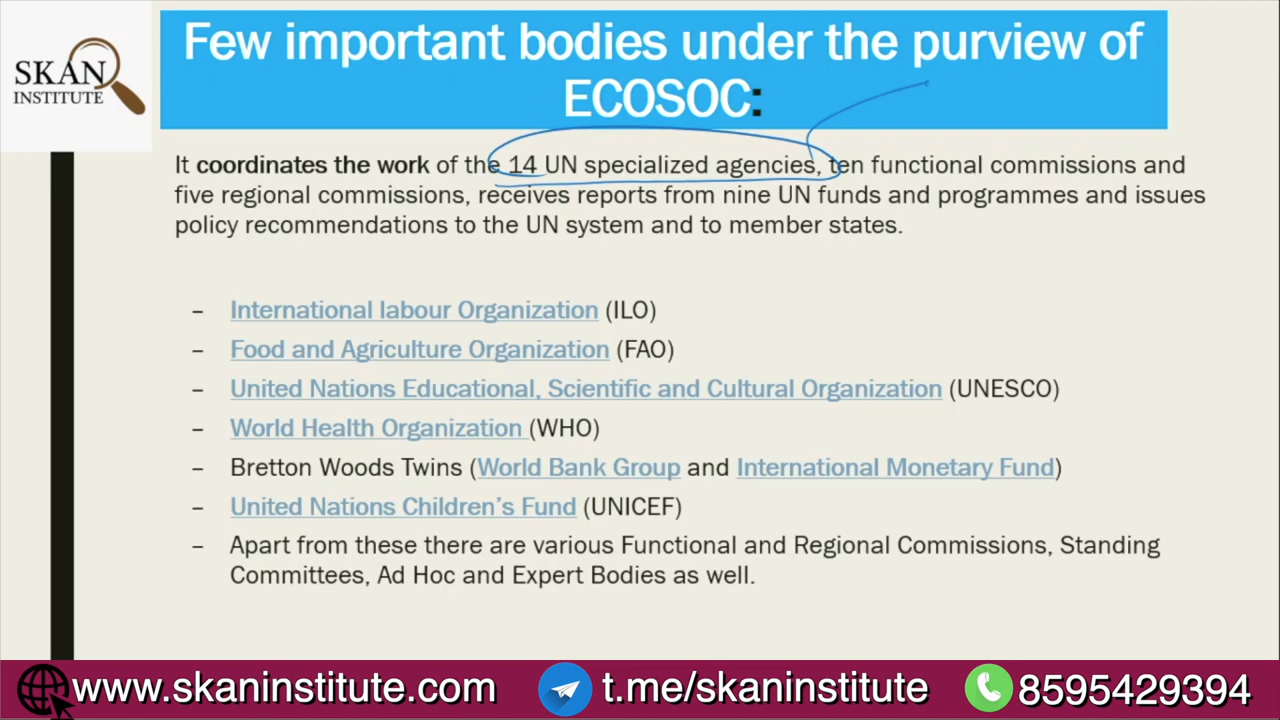 SKAN
INSTITUTE
Few important bodies under the purview of
ECOSOC:
It coordinates the work of the 14 UN specialized agencies, ten functional commissions and
five regional commissions, receives reports from nine UN funds and programmes and issues
policy recommendations to the UN system and to member states.
– International labour Organization (ILO)
– Food and Agriculture Organization (FAO)
– United Nations Educational, Scientific and Cultural Organization (UNESCO)
– World Health Organization (WHO)
– Bretton Woods Twins (World Bank Group and International Monetary Fund)
– United Nations Children’s Fund (UNICEF)
– Apart from these there are various Functional and Regional Commissions, Standing
Committees, Ad Hoc and Expert Bodies as well.
www.skaninstitute.com t.me/skaninstitute 8595429394